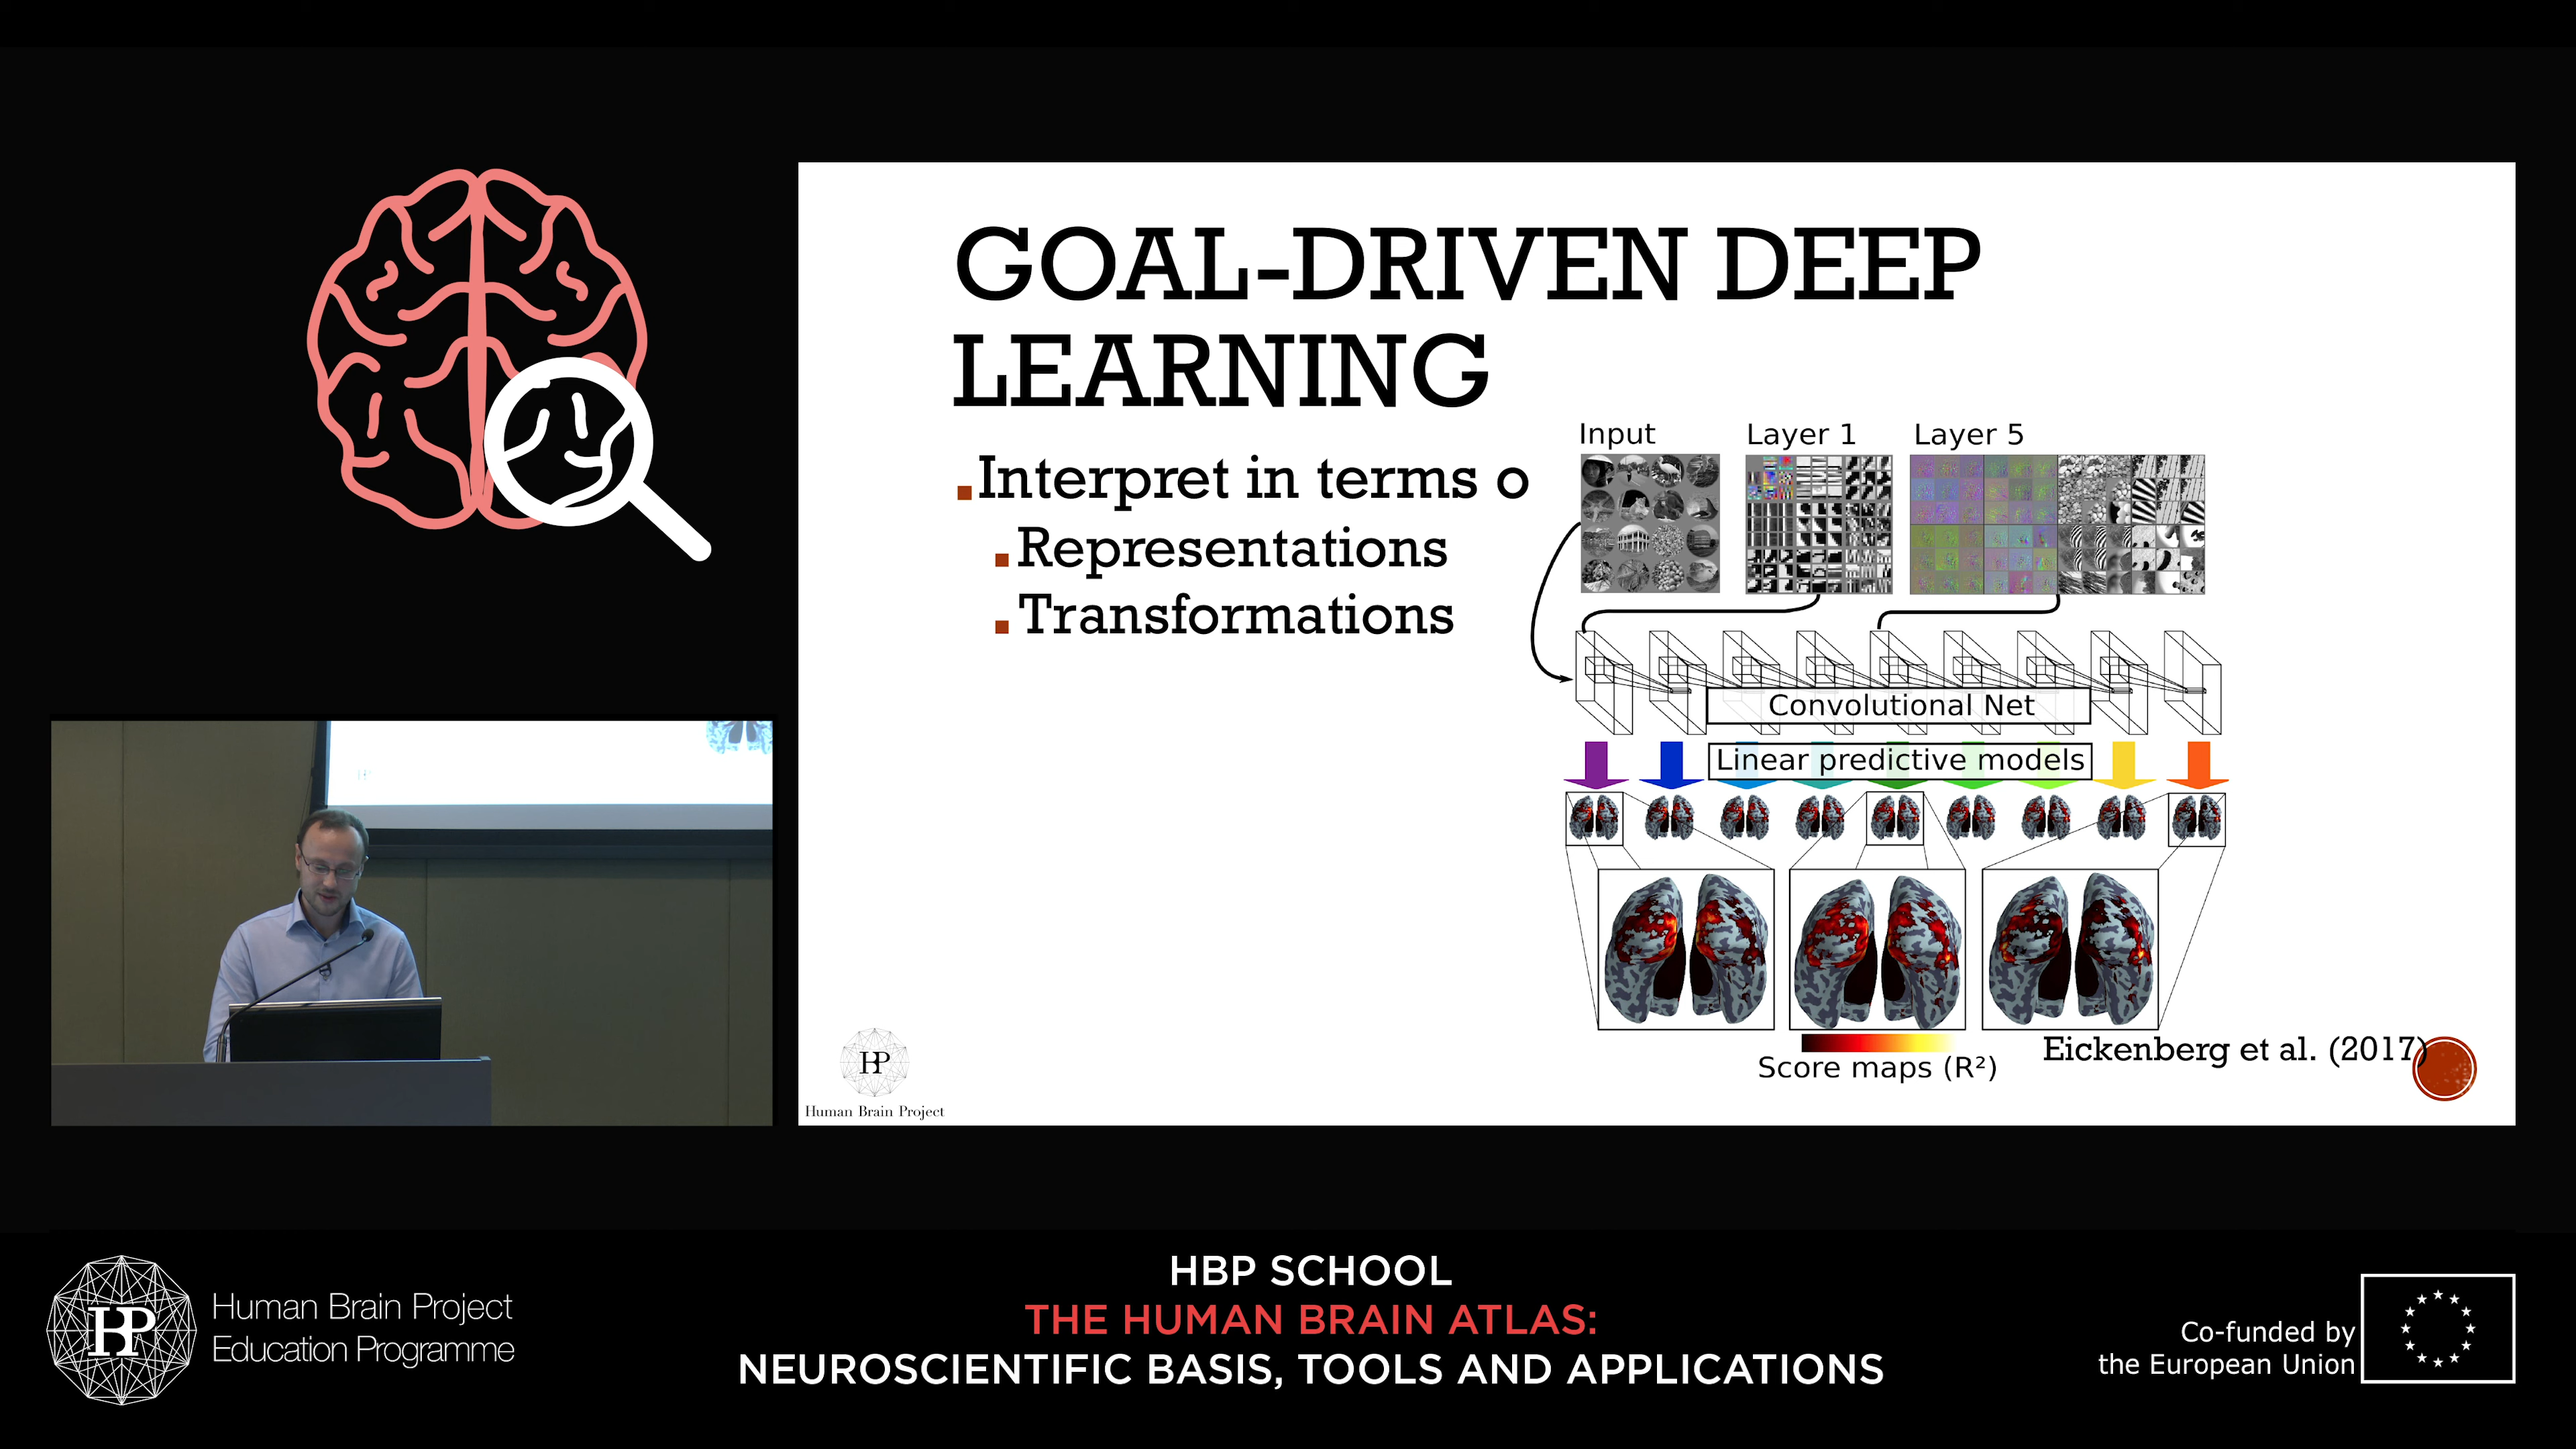 GOAL-DRIVEN DEEP
LEARNING
Interpret in terms o
Representations
Transformations
Input
Layer 1
Layer 5
Convolutional Net
Linear predictive models
Score maps (R²)
Eickenberg et al. (2017)
HP
Human Brain Project
HBP
Human Brain Project
Education Programme
HBP SCHOOL
THE HUMAN BRAIN ATLAS:
NEUROSCIENTIFIC BASIS, TOOLS AND APPLICATIONS
Co-funded by
the European Union